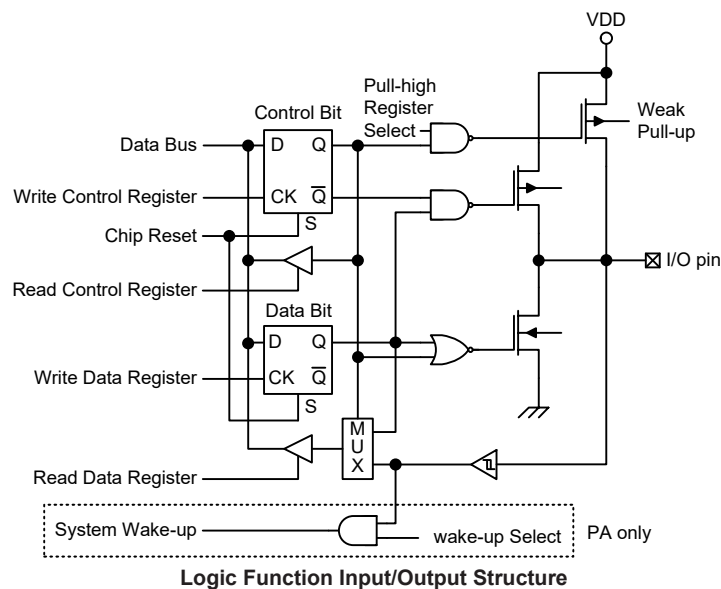 VDD
Pull-high
Register
Select
Weak
Pull-up
Control Bit
Data Bus
D
Q
Write Control Register
CK
Q
S
Chip Reset
I/O pin
Read Control Register
Data Bit
D
Q
Write Data Register
CK
Q
S
M
U
X
Read Data Register
System Wake-up
wake-up Select
PA only
Logic Function Input/Output Structure